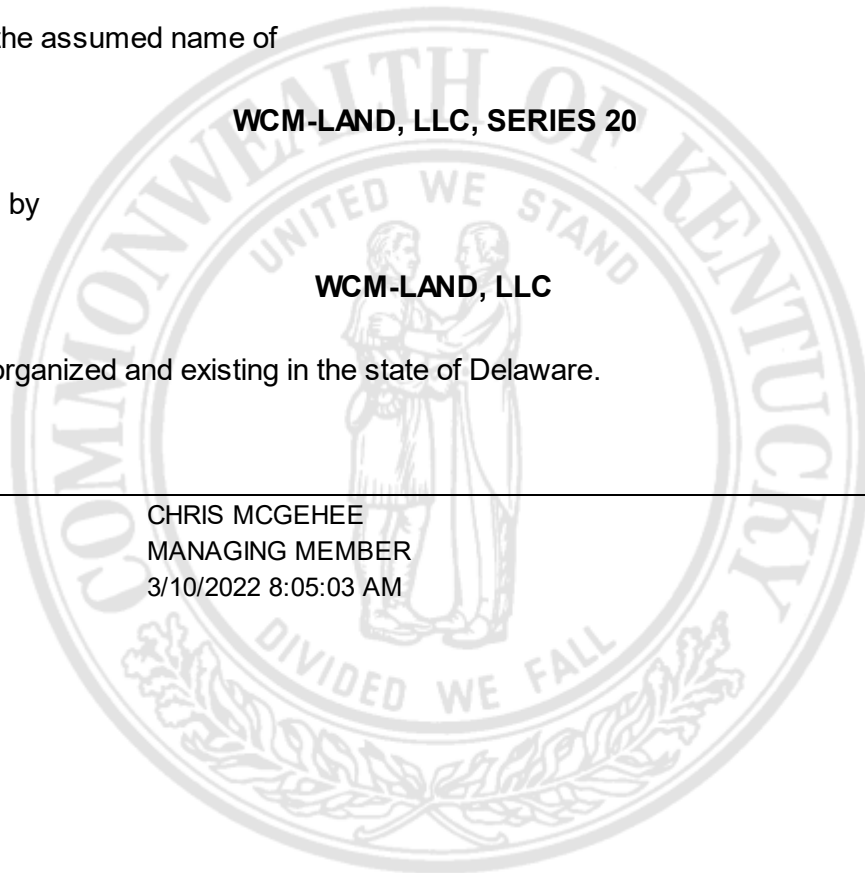 the assumed name of
WCM-LAND, LLC, SERIES 20
by
WCM-LAND, LLC
organized and existing in the state of Delaware.
CHRIS MCGEHEE
MANAGING MEMBER
3/10/2022 8:05:03 AM
COMMONWEALTH OF KENTUCKY
UNITED WE STAND
DIVIDED WE FALL